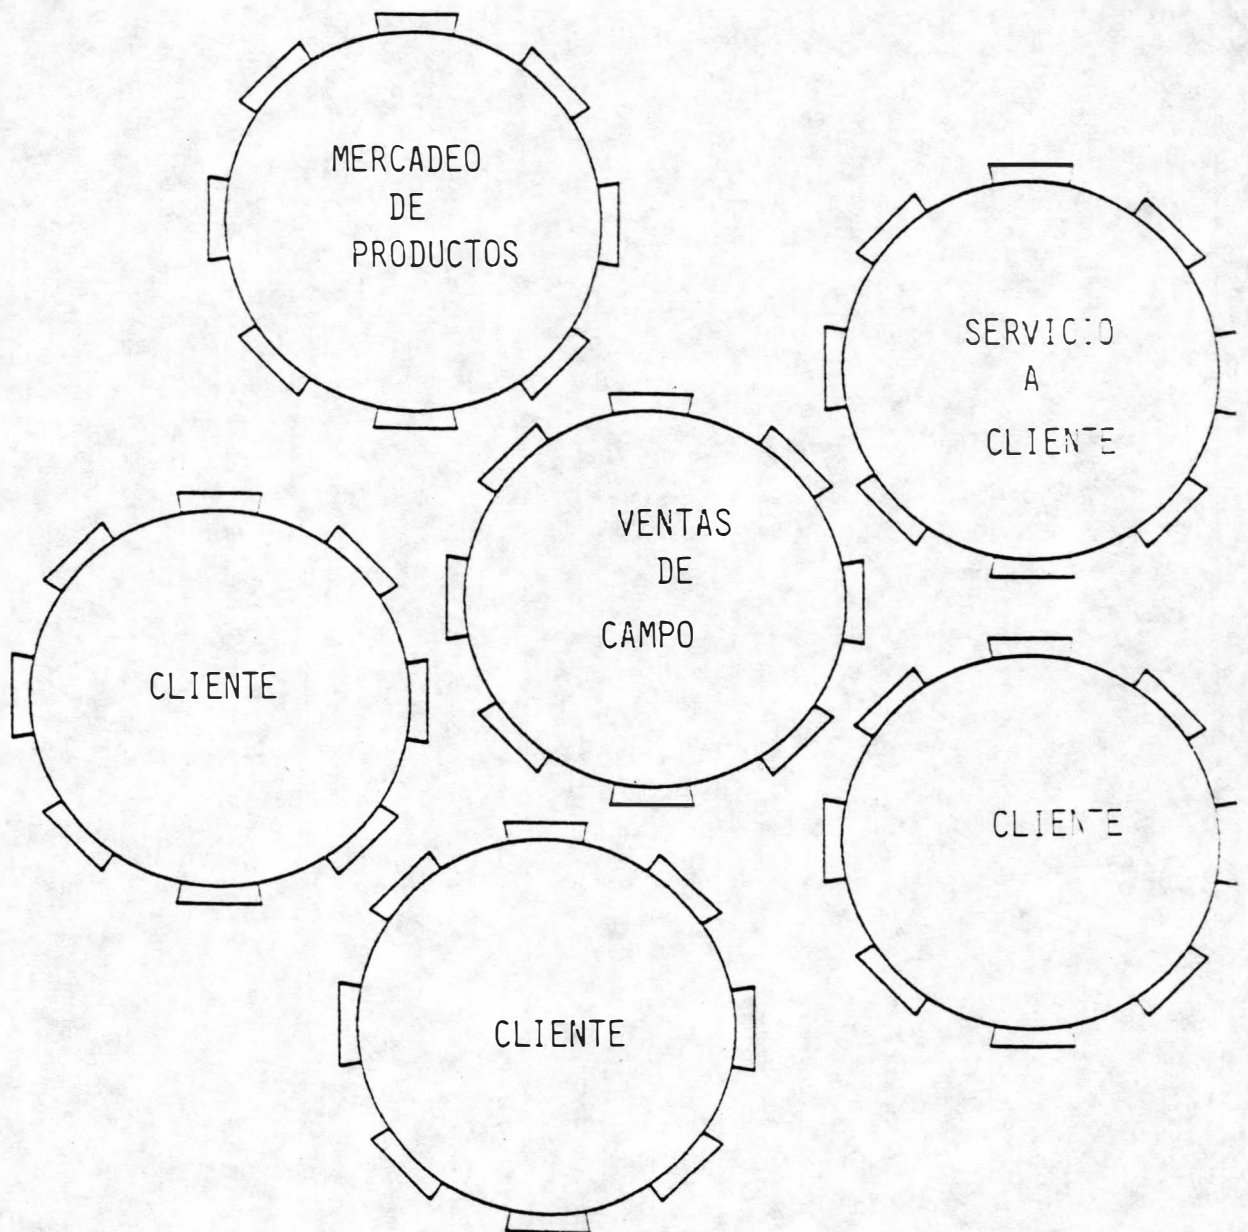 MERCADEO
DE
PRODUCTOS
SERVICIO
A
CLIENTE
VENTAS
DE
CAMPO
CLIENTE
CLIENTE
CLIENTE